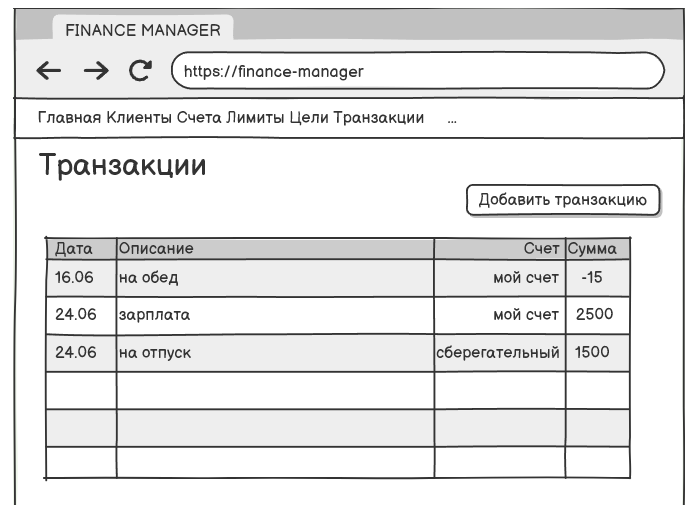 FINANCE MANAGER
https://finance-manager
Главная Клиенты Счета Лимиты Цели Транзакции ...
Транзакции
Добавить транзакцию
Дата Описание Счет Сумма
16.06 на обед мой счет -15
24.06 зарплата мой счет 2500
24.06 на отпуск сберегательный 1500